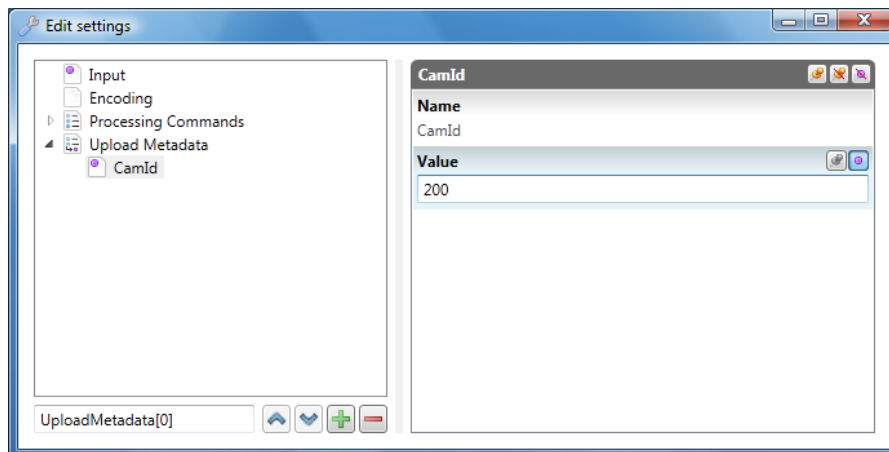 Edit settings
Input
Encoding
Processing Commands
Upload Metadata
CamId
UploadMetadata[0]
CamId
Name
CamId
Value
200